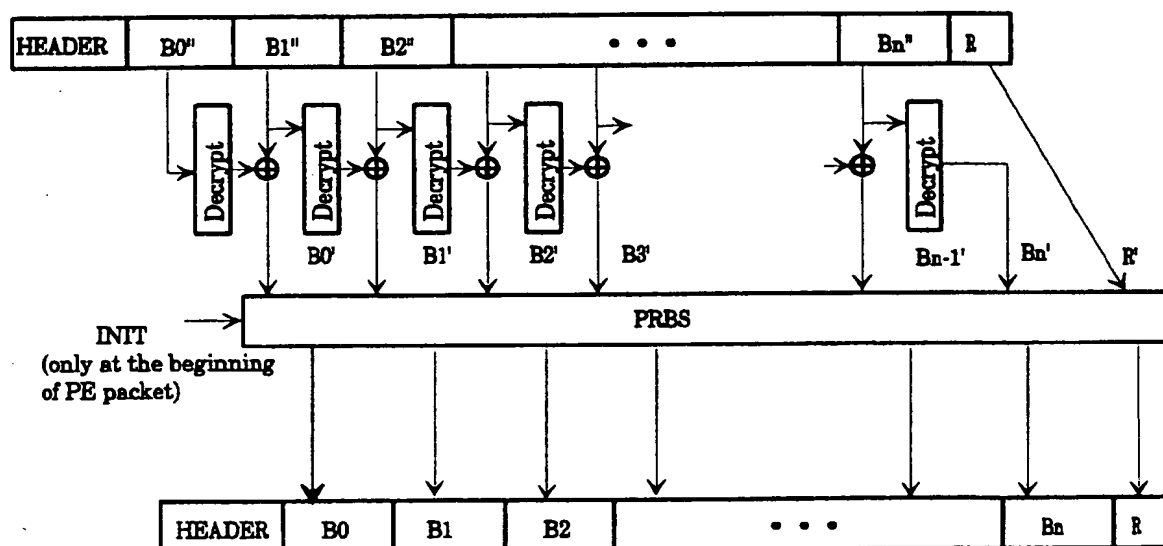 HEADER B0" B1" B2" • • • Bn" R
Decrypt Decrypt Decrypt Decrypt Decrypt
B0' B1' B2' B3' Bn-1' Bn' R'
PRBS
INIT
(only at the beginning
of PE packet)
HEADER B0 B1 B2 • • • Bn R